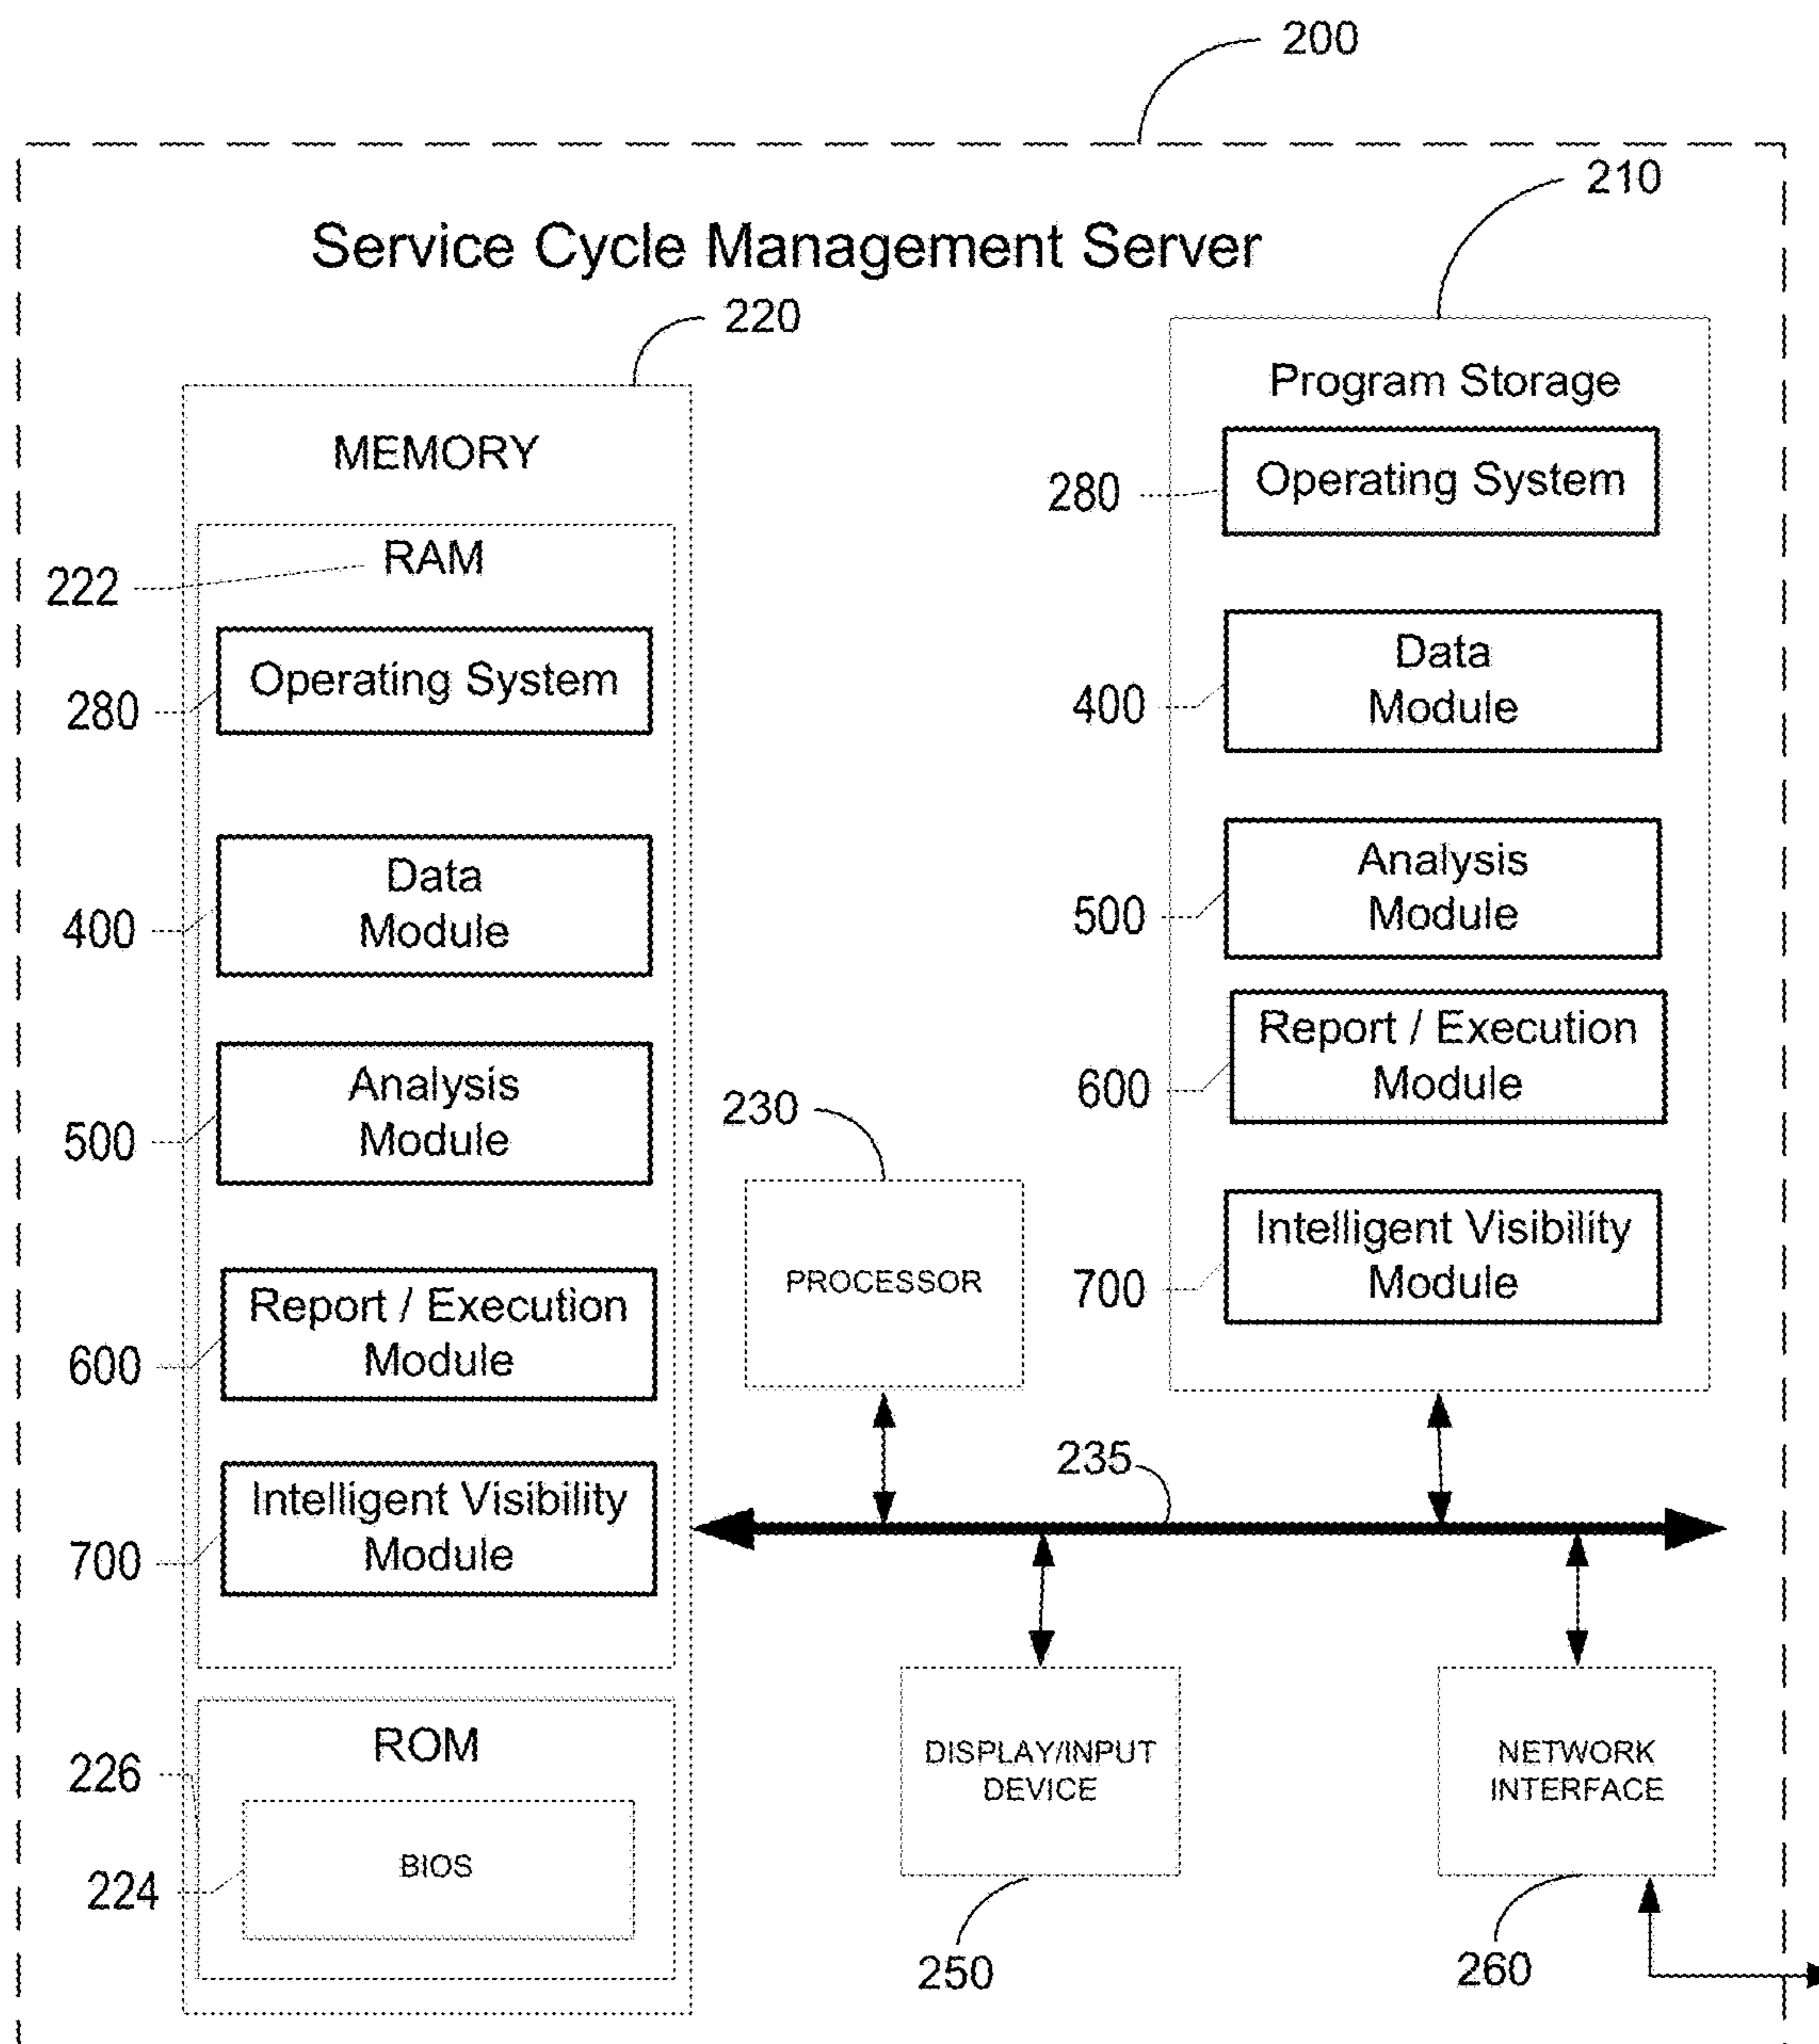 200
210
Service Cycle Management Server
220
MEMORY
RAM
222
Operating System
280
Data
Module
400
Analysis
Module
500
Report / Execution
Module
600
Intelligent Visibility
Module
700
ROM
226
BIOS
224
Program Storage
Operating System
280
Data
Module
400
Analysis
Module
500
Report / Execution
Module
600
Intelligent Visibility
Module
700
230
PROCESSOR
235
DISPLAY/INPUT
DEVICE
250
NETWORK
INTERFACE
260